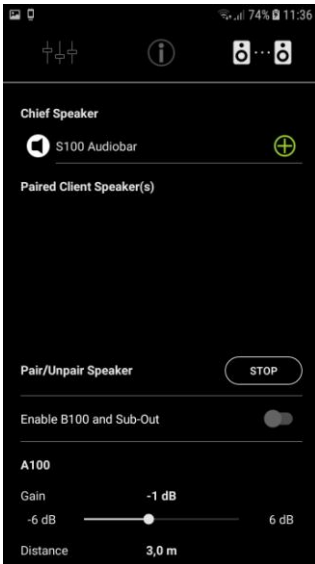 74% 11:36
Chief Speaker
S100 Audiobar
Paired Client Speaker(s)
Pair/Unpair Speaker STOP
Enable B100 and Sub-Out
A100
Gain -1 dB
-6 dB 6 dB
Distance 3,0 m